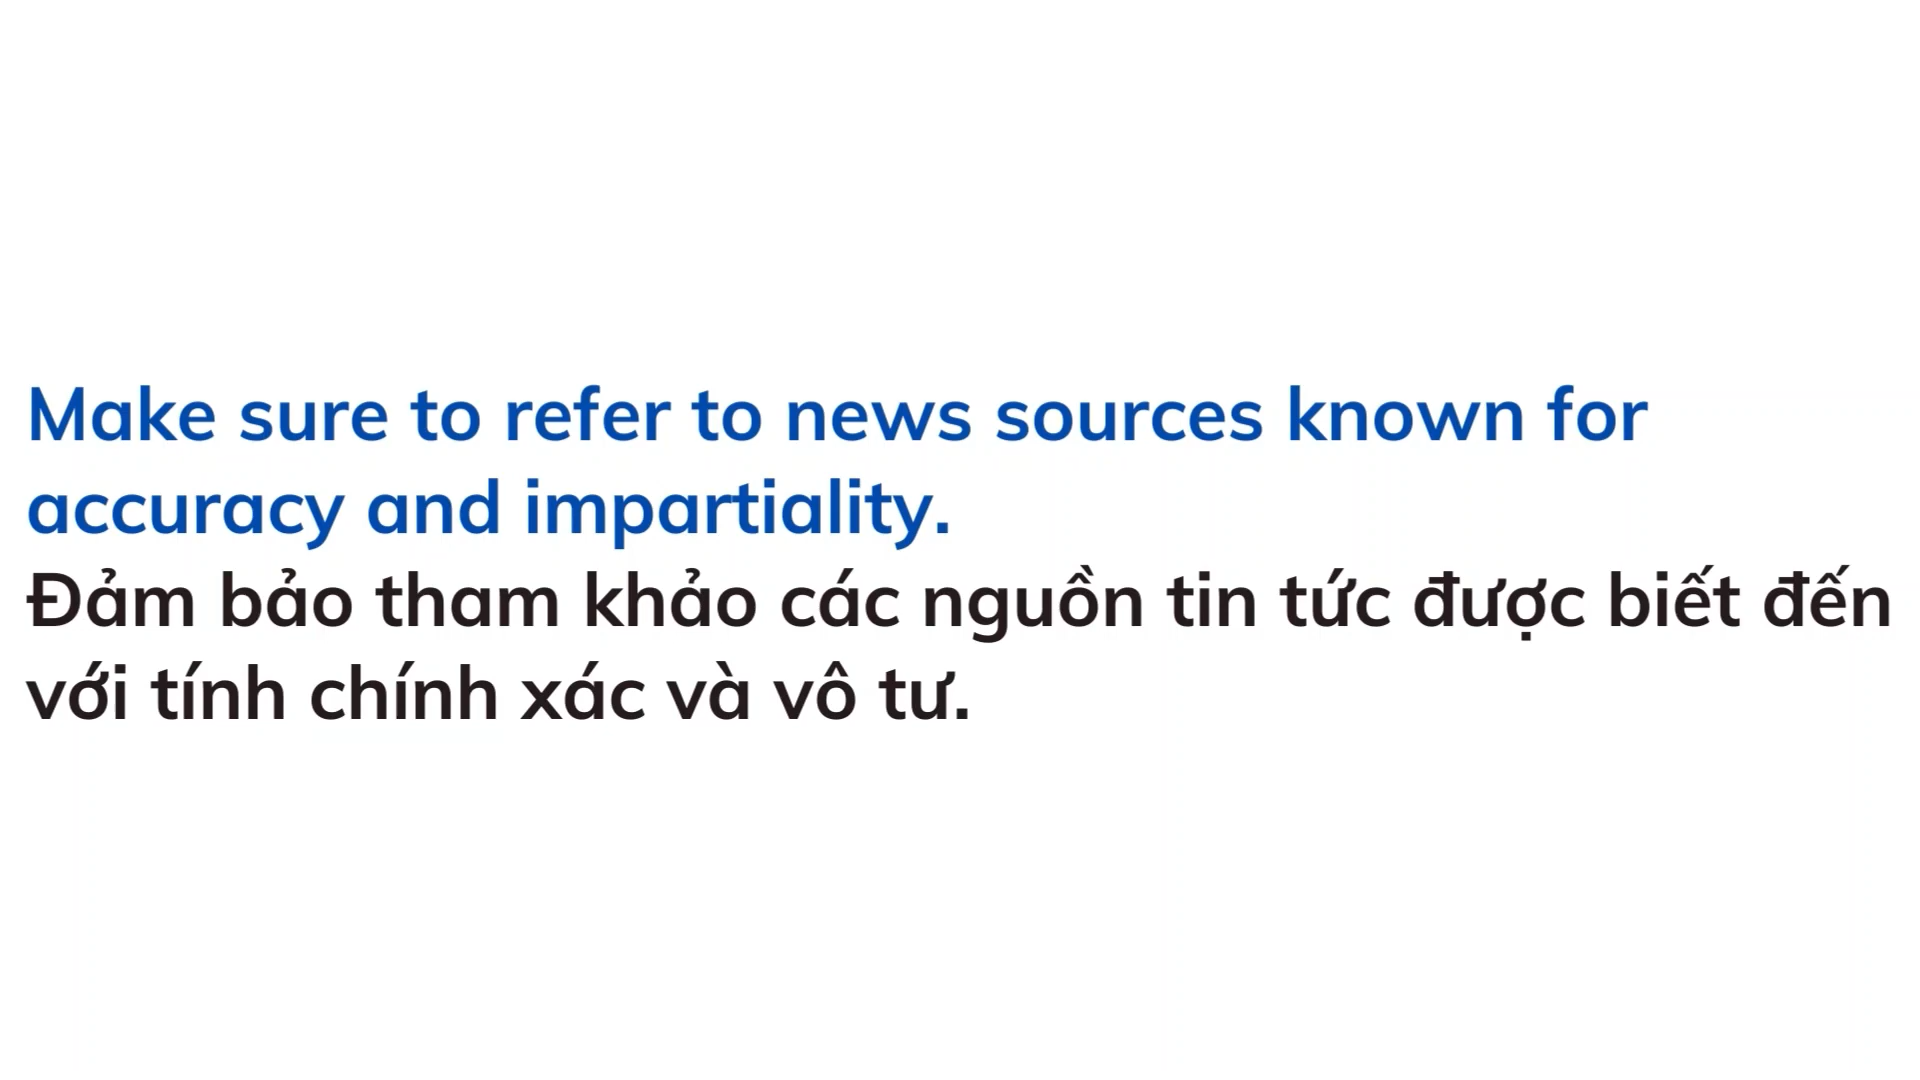 Make sure to refer to news sources known for
accuracy and impartiality.
Đảm bảo tham khảo các nguồn tin tức được biết đến
với tính chính xác và vô tư.